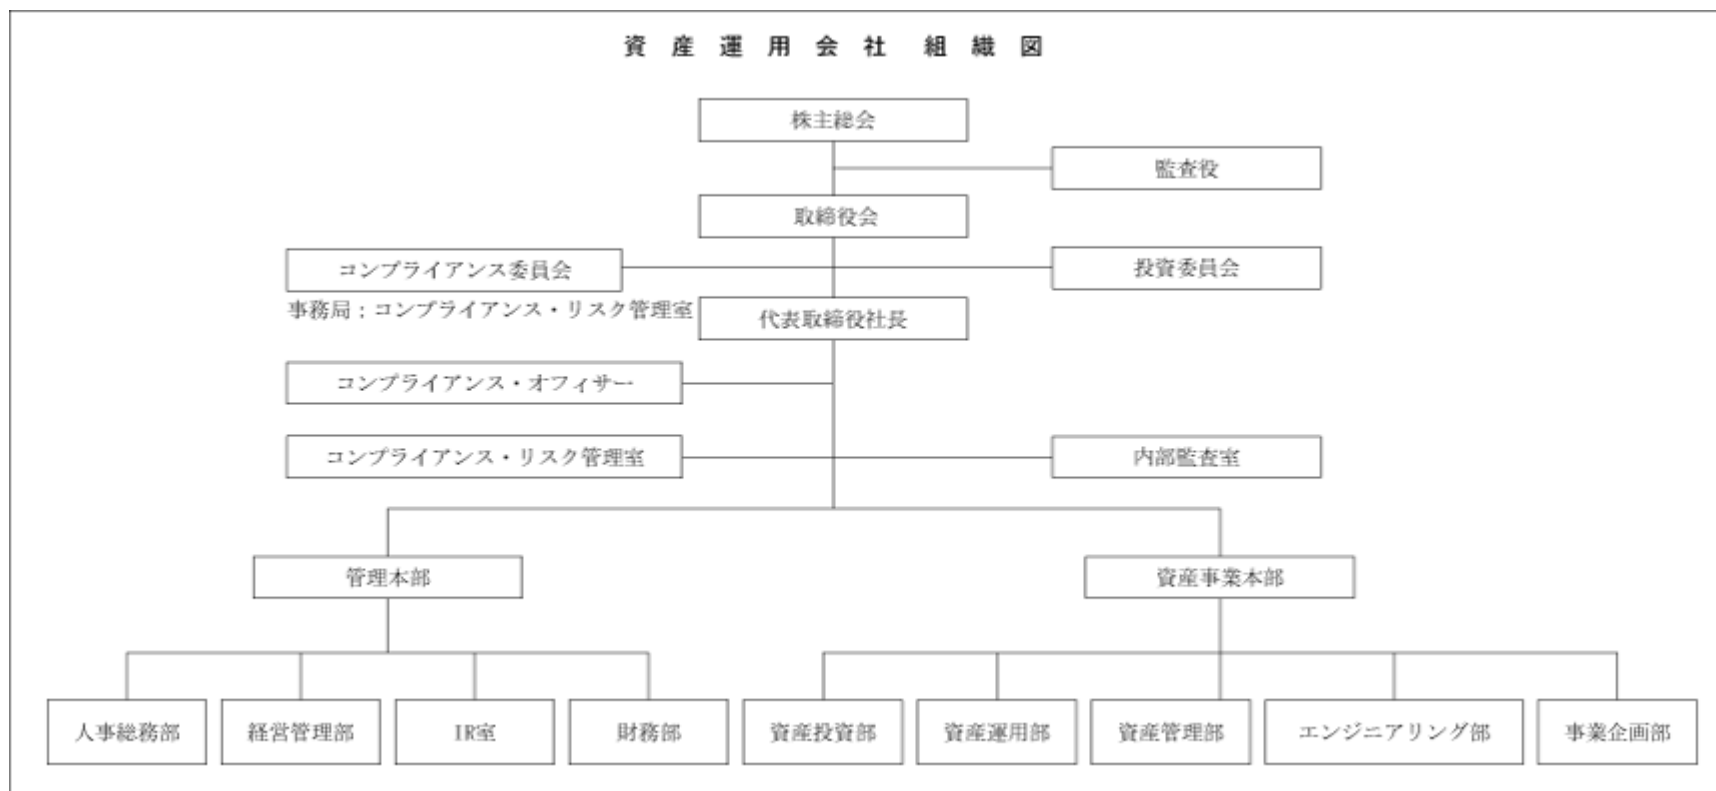 資産運用会社 組織図
株主総会
監査役
取締役会
コンプライアンス委員会
投資委員会
事務局；コンプライアンス・リスク管理室
代表取締役社長
コンプライアンス・オフィサー
コンプライアンス・リスク管理室
内部監査室
管理本部
資産事業本部
人事総務部
経営管理部
IR室
財務部
資産投資部
資産運用部
資産管理部
エンジニアリング部
事業企画部